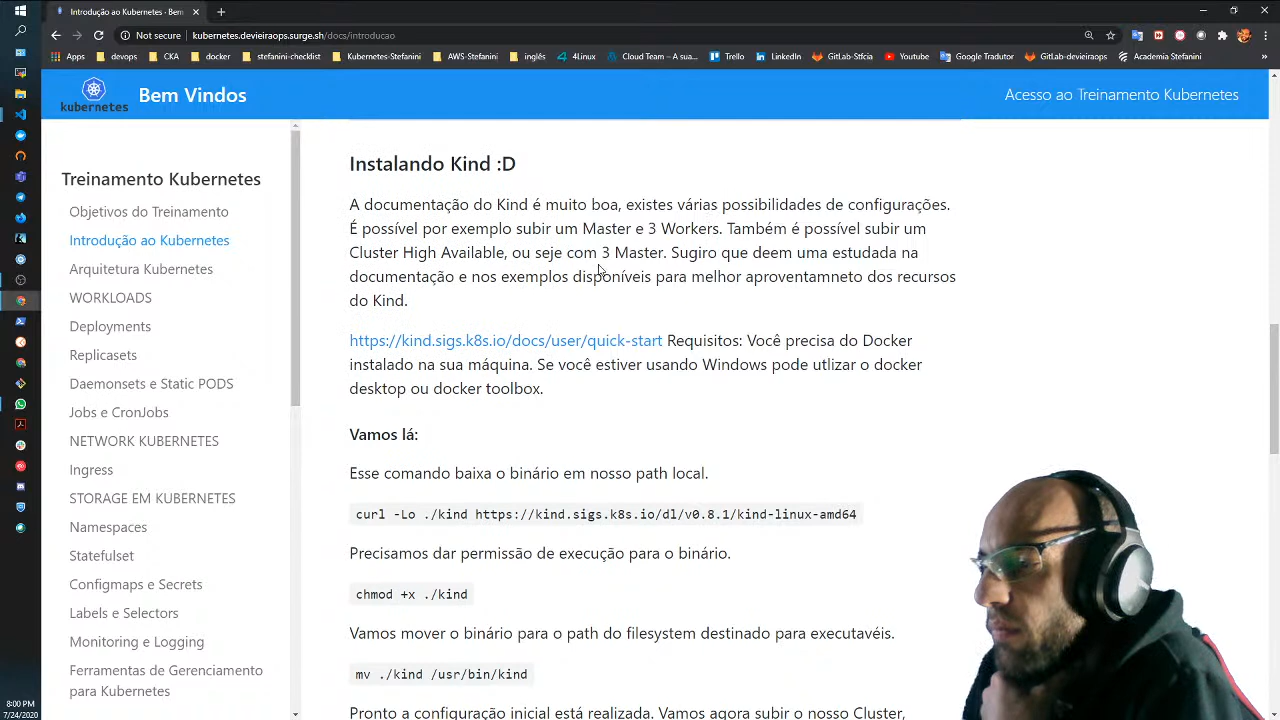 Introdução ao Kubernetes · Bem V
Not secure | kubernetes.devieiraops.surge.sh/docs/introducao
Apps devops CKA docker stefanini-checklist Kubernetes-Stefanini AWS-Stefanini inglês 4Linux Cloud Team – A sua... Trello LinkedIn GitLab-Stfcia Youtube Google Tradutor GitLab-devieiraops Academia Stefanini »
kubernetes Bem Vindos Acesso ao Treinamento Kubernetes
Treinamento Kubernetes
Objetivos do Treinamento
Introdução ao Kubernetes
Arquitetura Kubernetes
WORKLOADS
Deployments
Replicasets
Daemonsets e Static PODS
Jobs e CronJobs
NETWORK KUBERNETES
Ingress
STORAGE EM KUBERNETES
Namespaces
Statefulset
Configmaps e Secrets
Labels e Selectors
Monitoring e Logging
Ferramentas de Gerenciamento
para Kubernetes
Instalando Kind :D
A documentação do Kind é muito boa, existes várias possibilidades de configurações.
É possível por exemplo subir um Master e 3 Workers. Também é possível subir um
Cluster High Available, ou seje com 3 Master. Sugiro que deem uma estudada na
documentação e nos exemplos disponíveis para melhor aproventamneto dos recursos
do Kind.
https://kind.sigs.k8s.io/docs/user/quick-start Requisitos: Você precisa do Docker
instalado na sua máquina. Se você estiver usando Windows pode utlizar o docker
desktop ou docker toolbox.
Vamos lá:
Esse comando baixa o binário em nosso path local.
curl -Lo ./kind https://kind.sigs.k8s.io/dl/v0.8.1/kind-linux-amd64
Precisamos dar permissão de execução para o binário.
chmod +x ./kind
Vamos mover o binário para o path do filesystem destinado para executavéis.
mv ./kind /usr/bin/kind
Pronto a configuração inicial está realizada. Vamos agora subir o nosso Cluster,
8:00 PM
7/24/2020